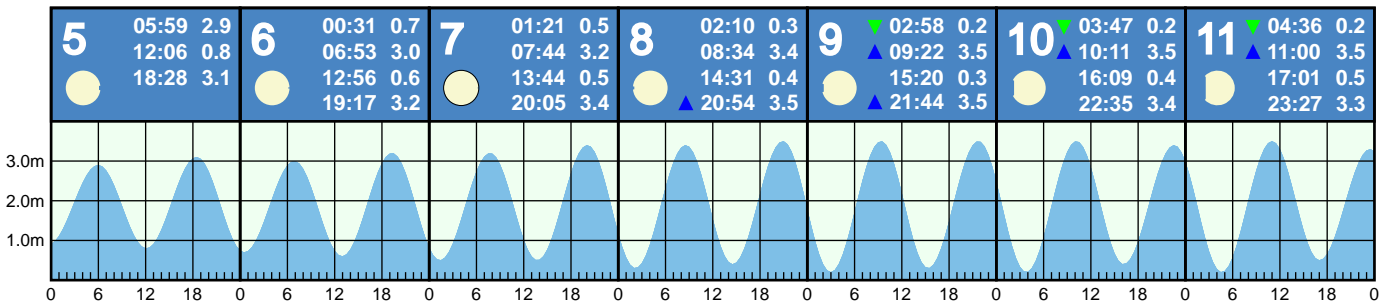 5
05:59 2.9
12:06 0.8
18:28 3.1
6
00:31 0.7
06:53 3.0
12:56 0.6
19:17 3.2
7
01:21 0.5
07:44 3.2
13:44 0.5
20:05 3.4
8
02:10 0.3
08:34 3.4
14:31 0.4
▲ 20:54 3.5
9
▼ 02:58 0.2
▲ 09:22 3.5
15:20 0.3
▲ 21:44 3.5
10
▼ 03:47 0.2
▲ 10:11 3.5
16:09 0.4
22:35 3.4
11
▼ 04:36 0.2
▲ 11:00 3.5
17:01 0.5
23:27 3.3
3.0m
2.0m
1.0m
0 6 12 18 0 6 12 18 0 6 12 18 0 6 12 18 0 6 12 18 0 6 12 18 0 6 12 18 0